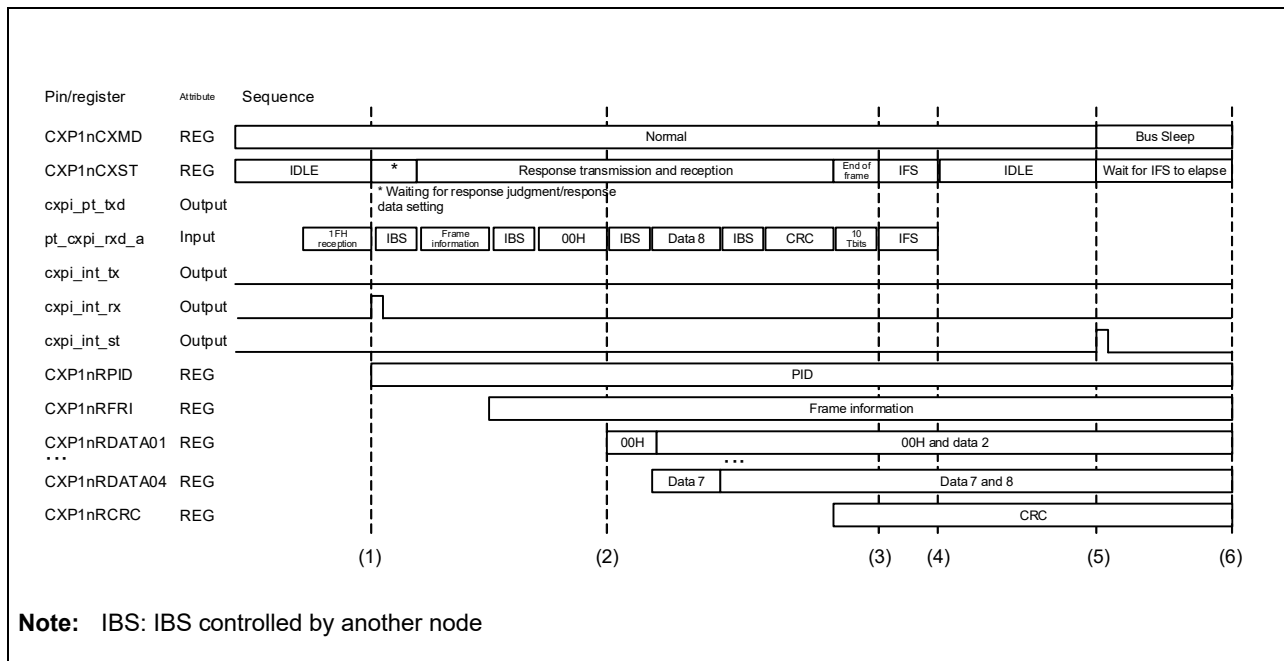 Pin/register Attribute Sequence
CXP1nCXMD REG Normal Bus Sleep
CXP1nCXST REG IDLE * Response transmission and reception End of frame IFS IDLE Wait for IFS to elapse
* Waiting for response judgment/response
data setting
cxpi_pt_txd Output
pt_cxpi_rxd_a Input 1FH reception IBS Frame information IBS 00H IBS Data 8 IBS CRC 10 Tbits IFS
cxpi_int_tx Output
cxpi_int_rx Output
cxpi_int_st Output
CXP1nRPID REG PID
CXP1nRFRI REG Frame information
CXP1nRDATA01 REG 00H 00H and data 2
... ...
CXP1nRDATA04 REG Data 7 Data 7 and 8
CXP1nRCRC REG CRC
(1) (2) (3) (4) (5) (6)
Note: IBS: IBS controlled by another node